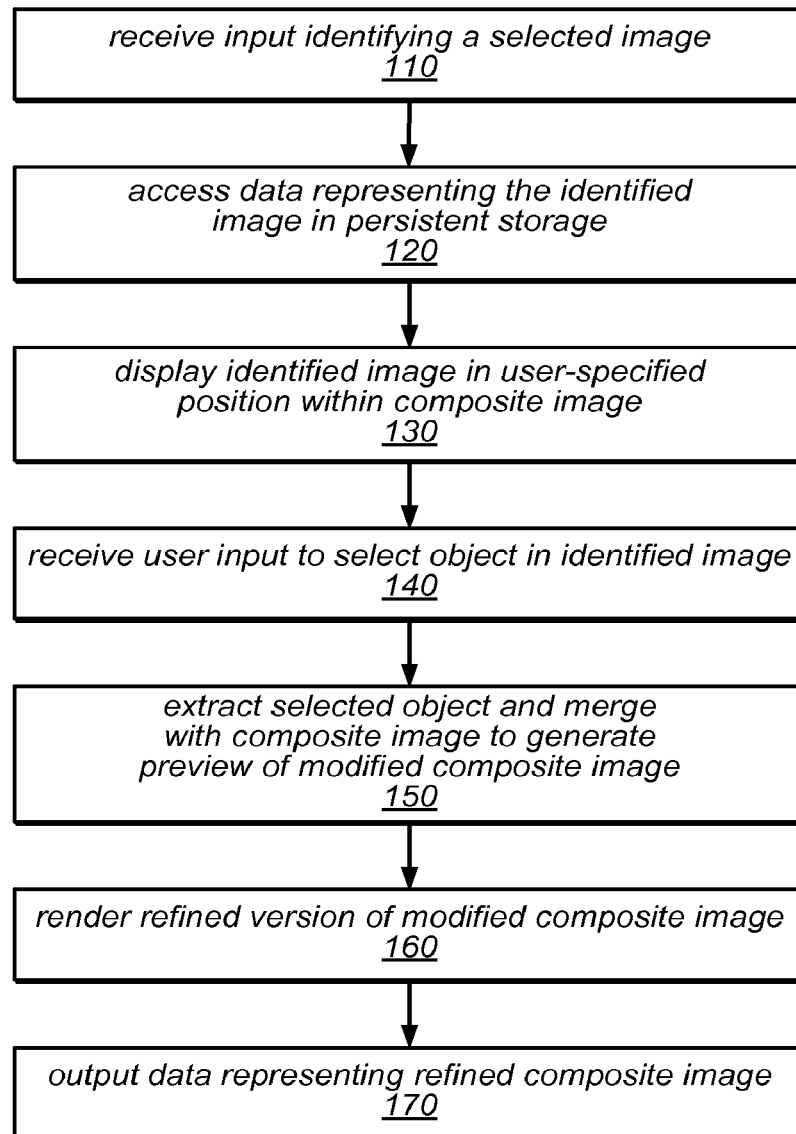 receive input identifying a selected image
110
access data representing the identified
image in persistent storage
120
display identified image in user-specified
position within composite image
130
receive user input to select object in identified image
140
extract selected object and merge
with composite image to generate
preview of modified composite image
150
render refined version of modified composite image
160
output data representing refined composite image
170